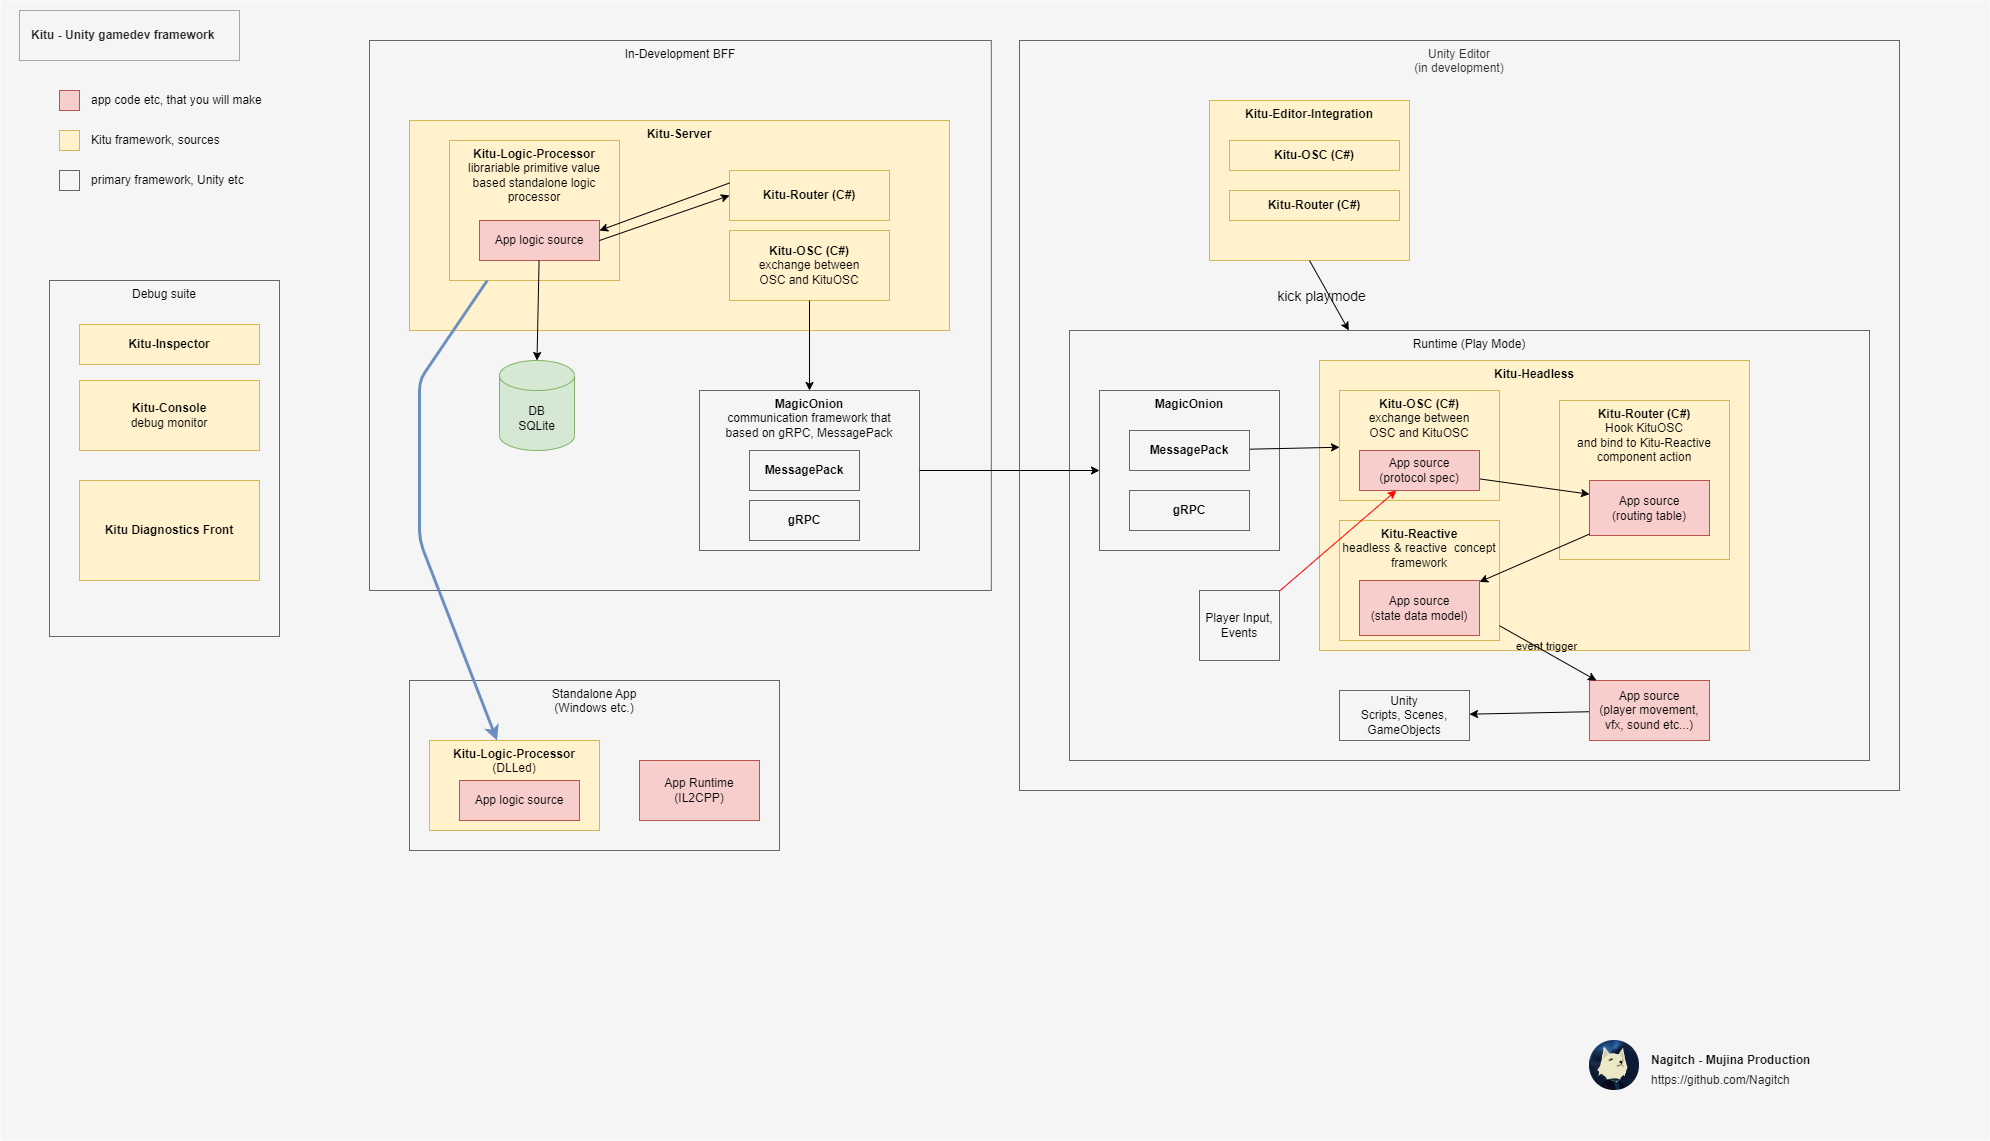 Kitu - Unity gamedev framework
app code etc, that you will make
Kitu framework, sources
primary framework, Unity etc
Debug suite
Kitu-Inspector
Kitu-Console
debug monitor
Kitu Diagnostics Front
In-Development BFF
Kitu-Server
Kitu-Logic-Processor
librariable primitive value
based standalone logic
processor
App logic source
Kitu-Router (C#)
Kitu-OSC (C#)
exchange between
OSC and KituOSC
DB
SQLite
MagicOnion
communication framework that
based on gRPC, MessagePack
MessagePack
gRPC
Standalone App
(Windows etc.)
Kitu-Logic-Processor
(DLLed)
App logic source
App Runtime
(IL2CPP)
Unity Editor
(in development)
Kitu-Editor-Integration
Kitu-OSC (C#)
Kitu-Router (C#)
kick playmode
Runtime (Play Mode)
MagicOnion
MessagePack
gRPC
Player Input,
Events
Kitu-Headless
Kitu-OSC (C#)
exchange between
OSC and KituOSC
App source
(protocol spec)
Kitu-Router (C#)
Hook KituOSC
and bind to Kitu-Reactive
component action
App source
(routing table)
Kitu-Reactive
headless & reactive concept
framework
App source
(state data model)
event trigger
Unity
Scripts, Scenes,
GameObjects
App source
(player movement,
vfx, sound etc...)
Nagitch - Mujina Production
https://github.com/Nagitch